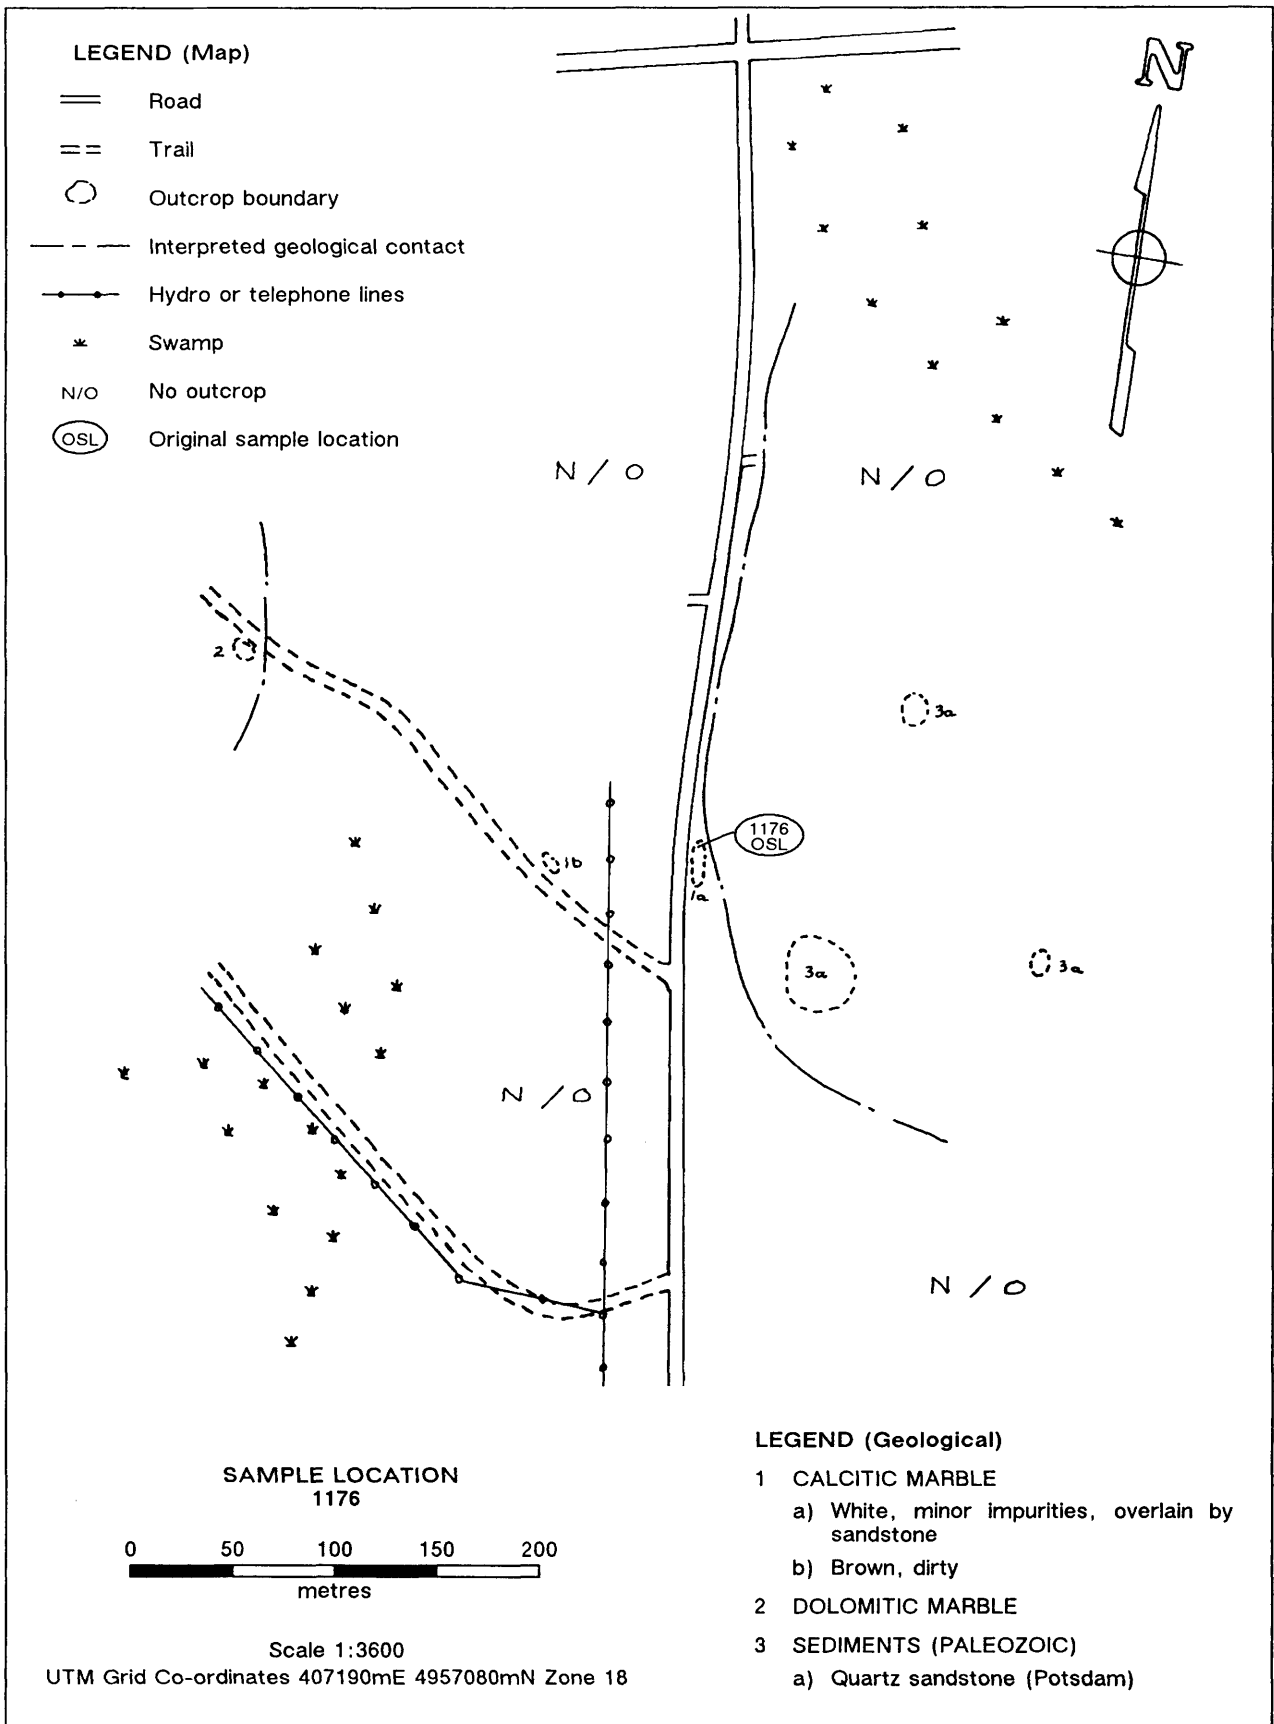 LEGEND (Map)
Road
Trail
Outcrop boundary
Interpreted geological contact
Hydro or telephone lines
Swamp
N/O No outcrop
OSL Original sample location
N
N / O
N / O
2
3a
1b
1176
OSL
1a
3a
3a
N / O
N / O
SAMPLE LOCATION
1176
0 50 100 150 200
metres
Scale 1:3600
UTM Grid Co-ordinates 407190mE 4957080mN Zone 18
LEGEND (Geological)
1 CALCITIC MARBLE
a) White, minor impurities, overlain by
sandstone
b) Brown, dirty
2 DOLOMITIC MARBLE
3 SEDIMENTS (PALEOZOIC)
a) Quartz sandstone (Potsdam)